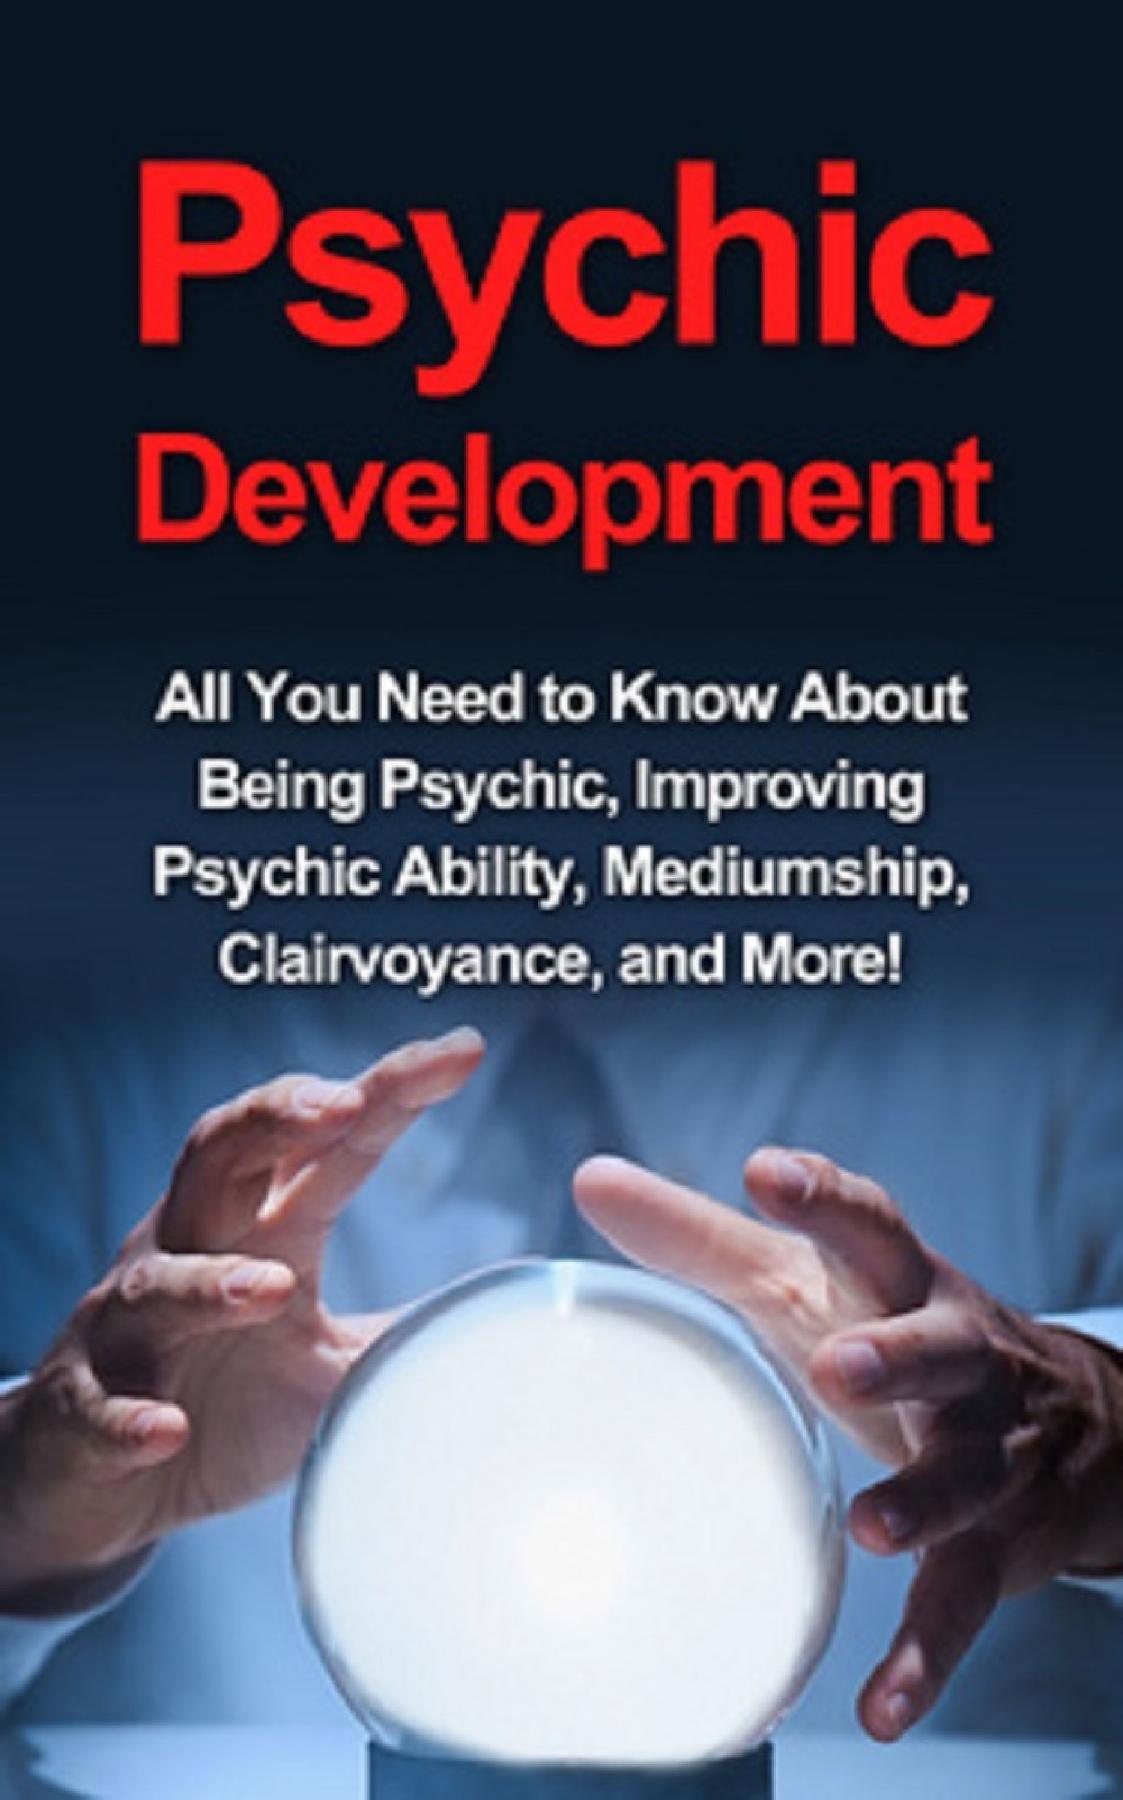 Psychic
Development
All You Need to Know About
Being Psychic, Improving
Psychic Ability, Mediumship,
Clairvoyance, and More!